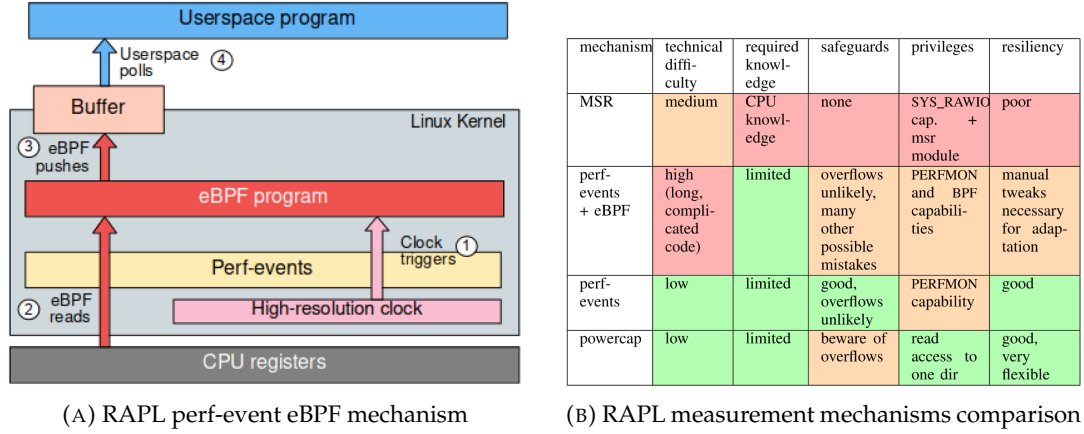 Userspace program
Userspace
polls
4
Buffer
Linux Kernel
3
eBPF
pushes
eBPF program
Clock
triggers
1
Perf-events
2
eBPF
reads
High-resolution clock
CPU registers
(A) RAPL perf-event eBPF mechanism
mechanism
technical
diffi-
culty
required
knowl-
edge
safeguards
privileges
resiliency
MSR
medium
CPU
knowl-
edge
none
SYS_RAWIO
cap. +
msr
module
poor
perf-
events
+ eBPF
high
(long,
compli-
cated
code)
limited
overflows
unlikely,
many
other
possible
mistakes
PERFMON
and BPF
capabili-
ties
manual
tweaks
necessary
for adap-
tation
perf-
events
low
limited
good,
overflows
unlikely
PERFMON
capability
good
powercap
low
limited
beware of
overflows
read
access to
one dir
good,
very
flexible
(B) RAPL measurement mechanisms comparison